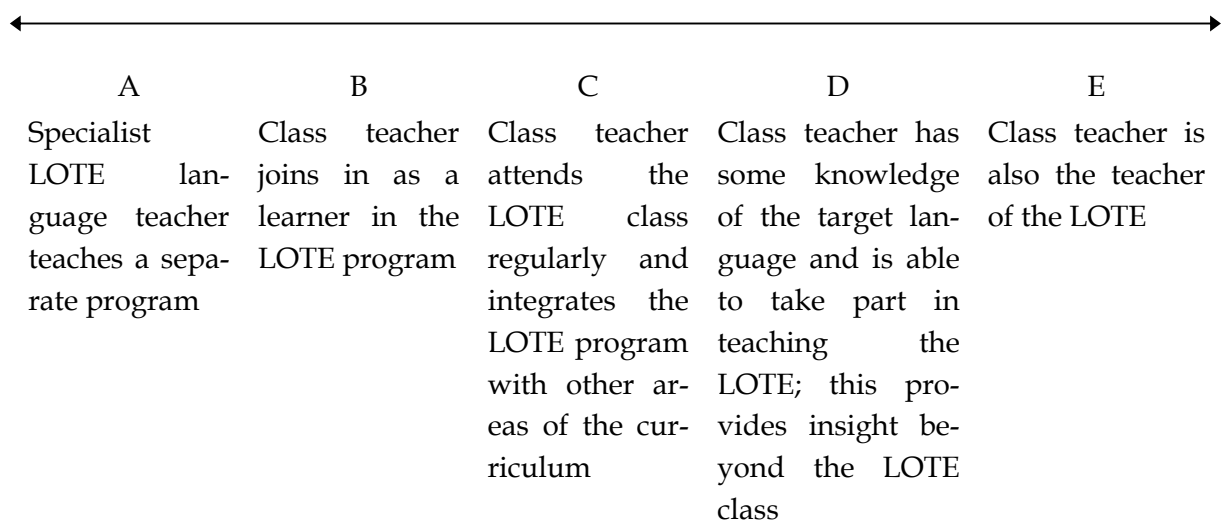 A
Specialist
LOTE lan-
guage teacher
teaches a sepa-
rate program
B
Class teacher
joins in as a
learner in the
LOTE program
C
Class teacher
attends the
LOTE class
regularly and
integrates the
LOTE program
with other ar-
eas of the cur-
riculum
D
Class teacher has
some knowledge
of the target lan-
guage and is able
to take part in
teaching the
LOTE; this pro-
vides insight be-
yond the LOTE
class
E
Class teacher is
also the teacher
of the LOTE